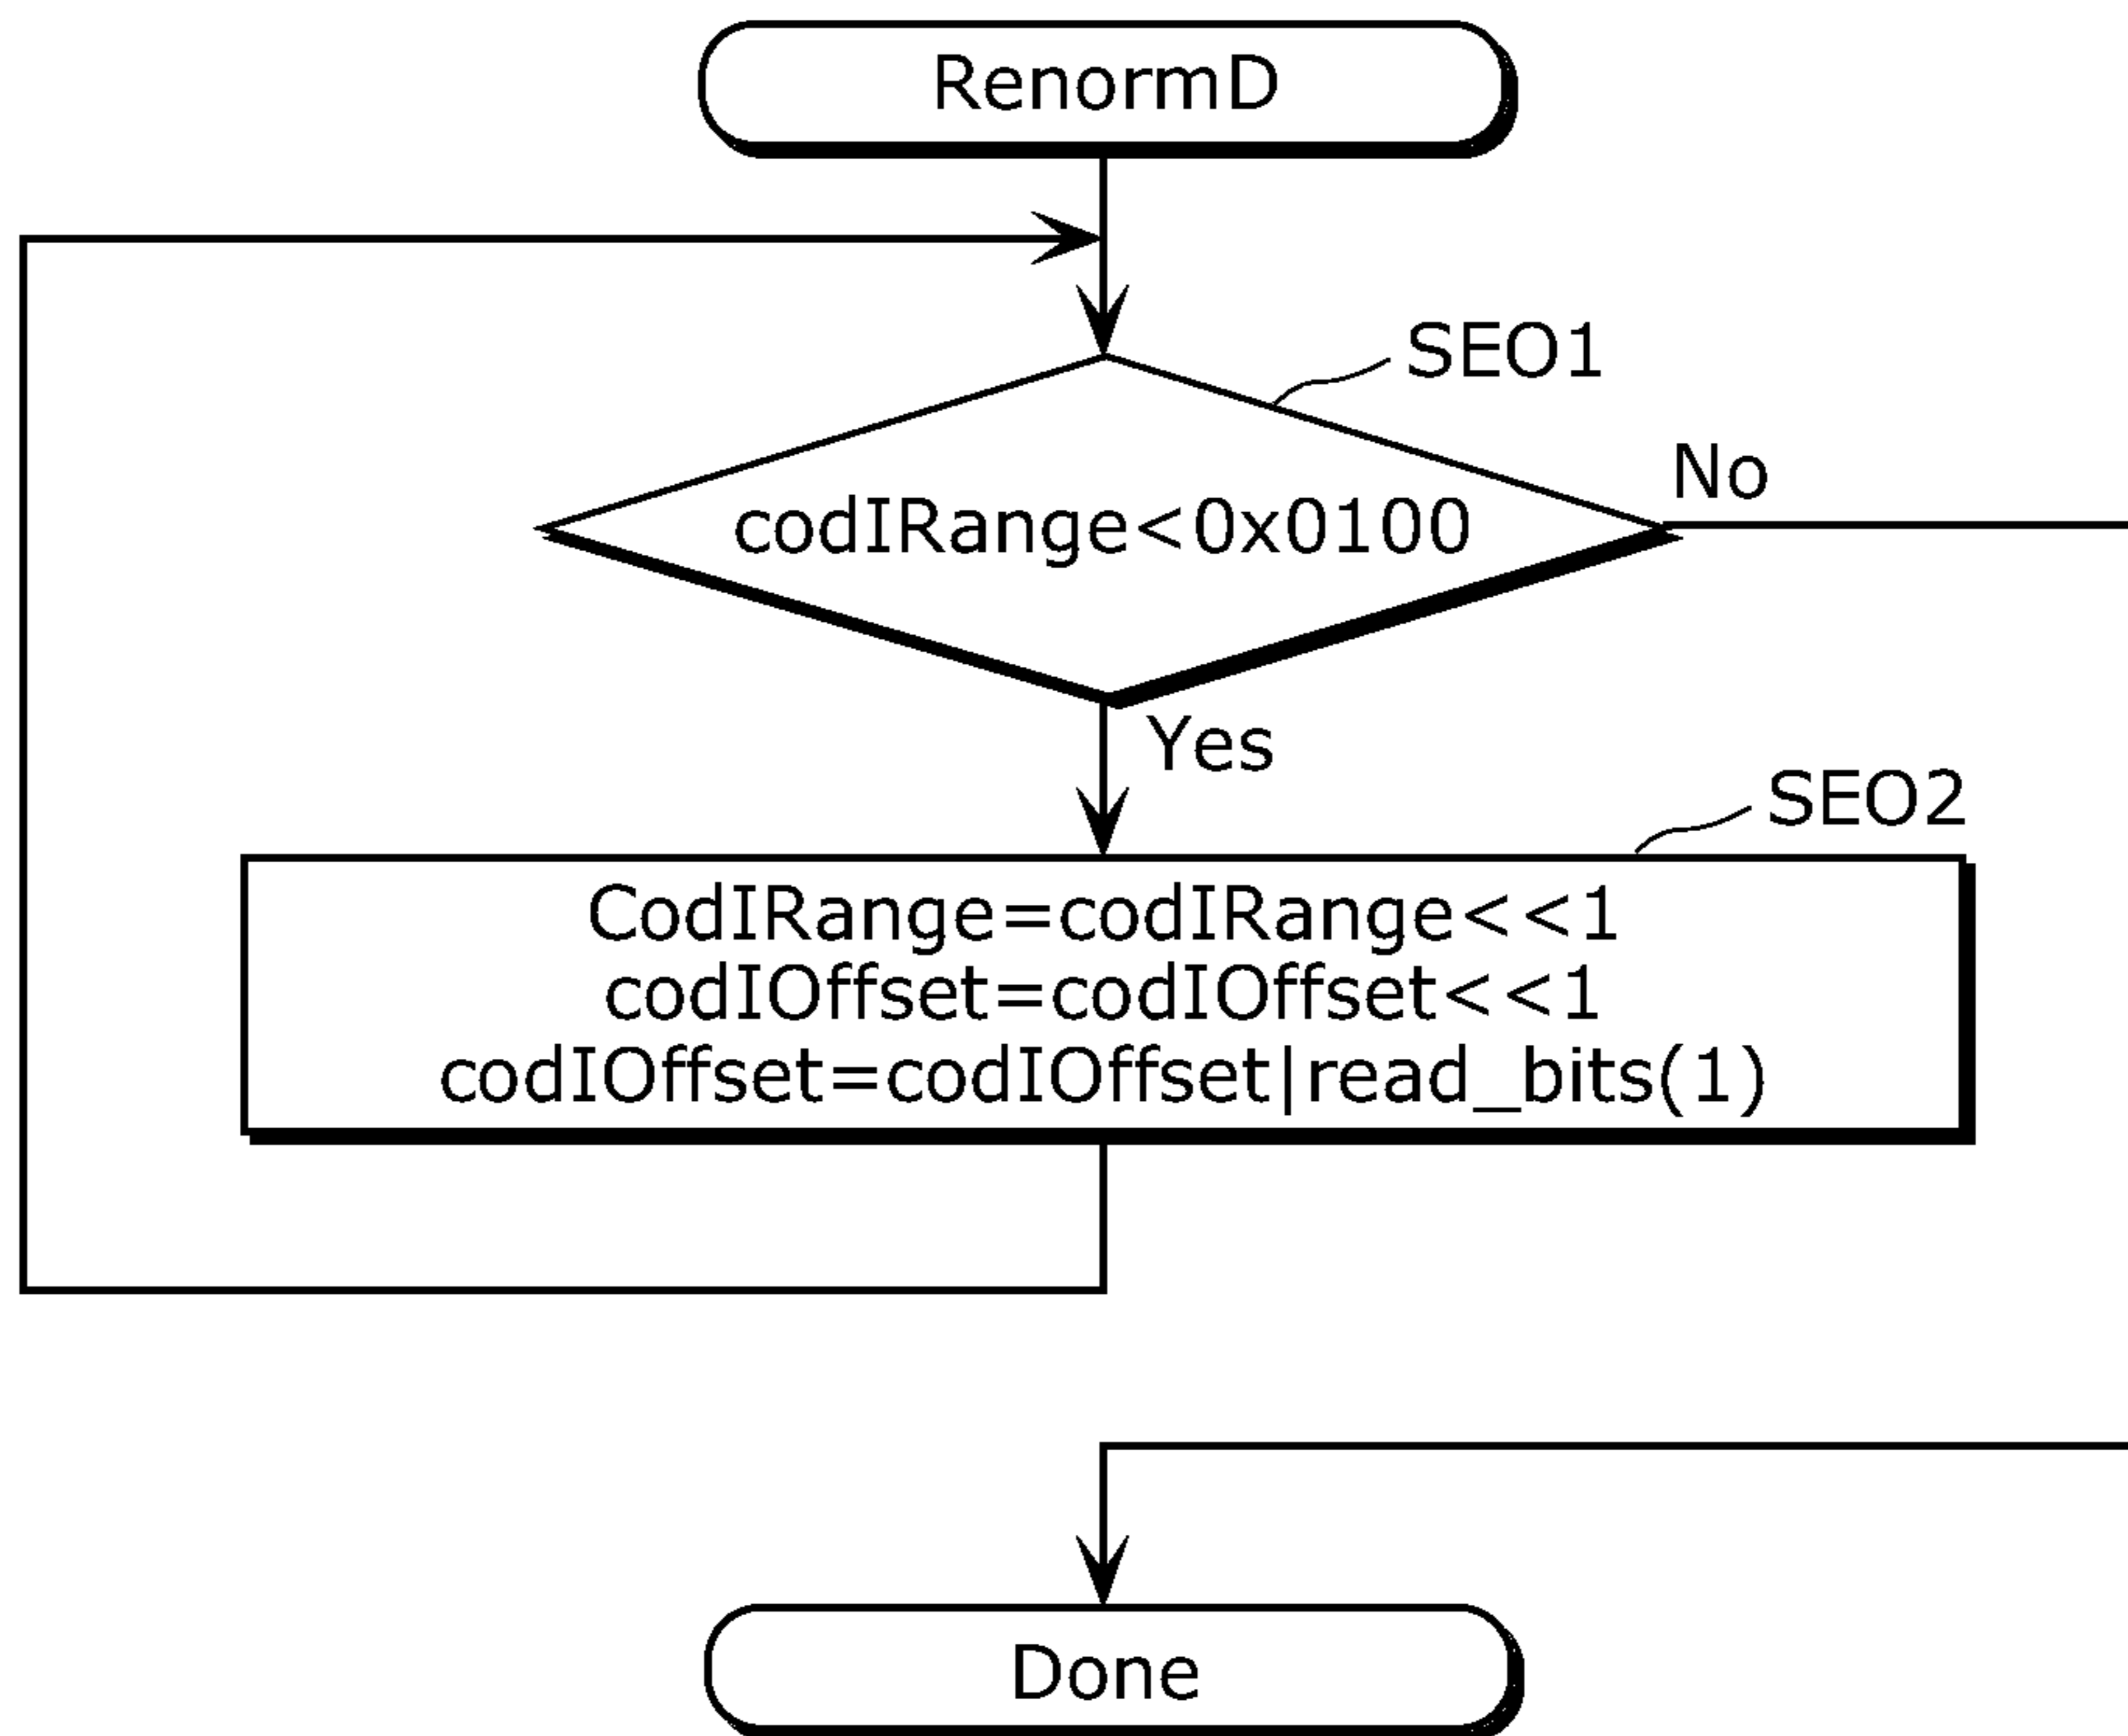 RenormD
SEO1
No
codIRange<0x0100
Yes
SEO2
CodIRange=codIRange<<1
codIOffset=codIOffset<<1
codIOffset=codIOffset|read_bits(1)
Done